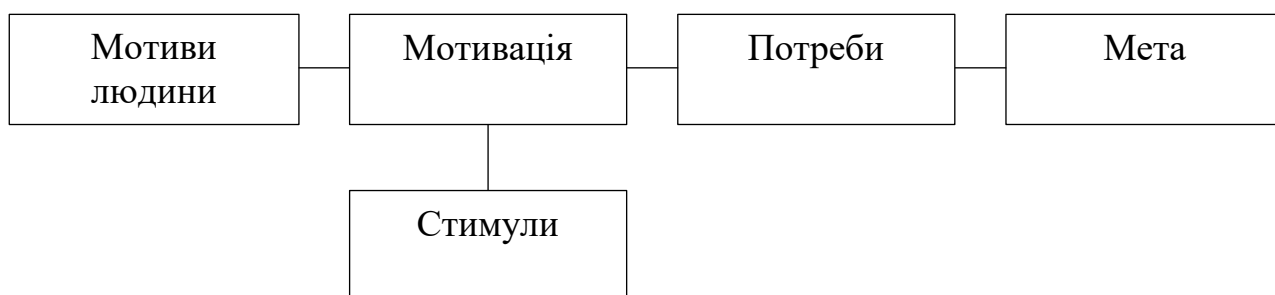 Мотиви
людини
Мотивація
Потреби
Мета
Стимули